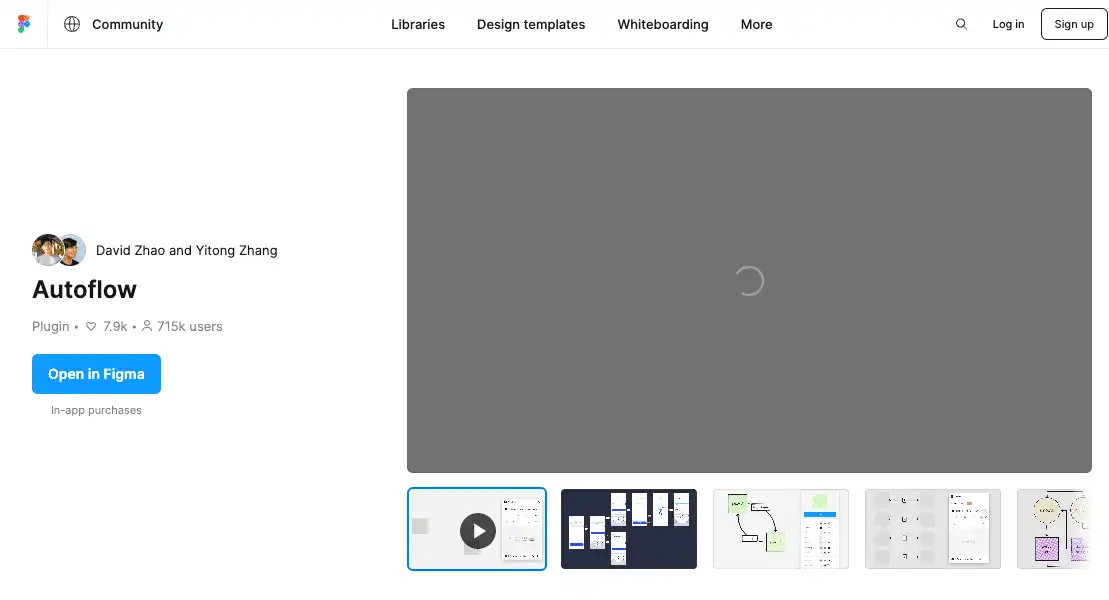 Community
Libraries
Design templates
Whiteboarding
More
Log in
Sign up
David Zhao and Yitong Zhang
Autoflow
Plugin • 7.9k • 715k users
Open in Figma
In-app purchases